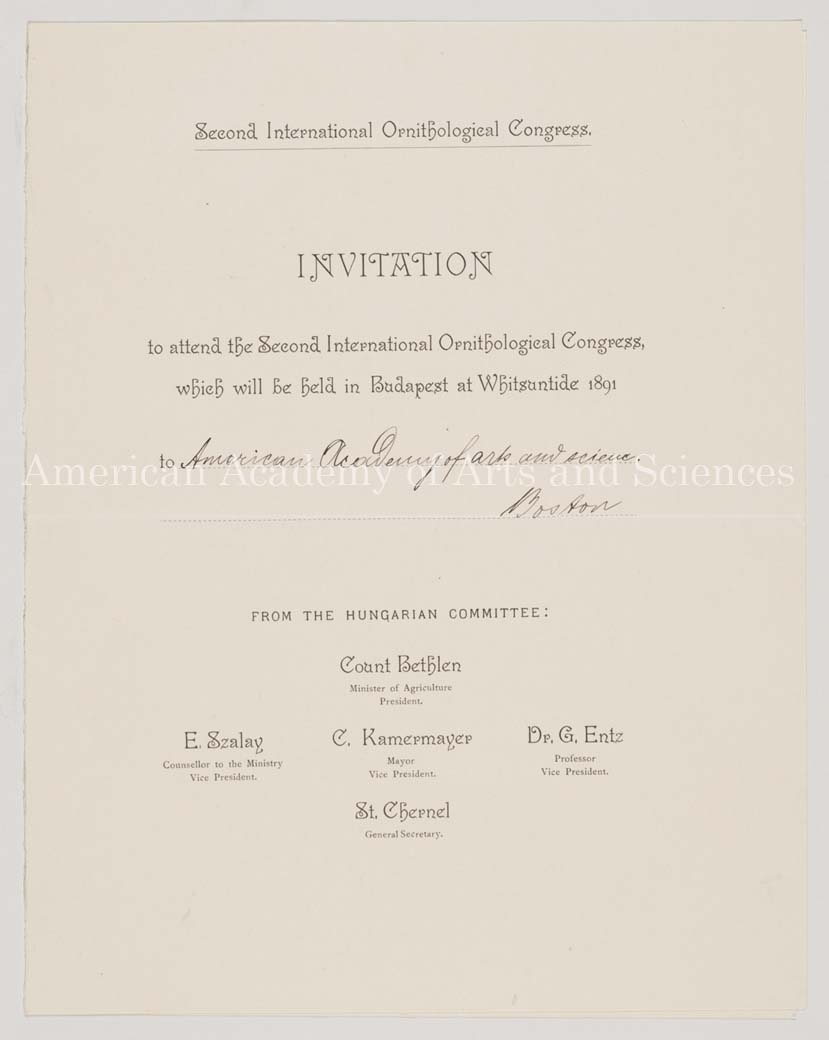 Second International Ornithological Congress.
INVITATION
to attend the Second International Ornithological Congress,
which will be held in Budapest at Whitsuntide 1891
to American Academy of arts and science.
American Academy of Arts and Sciences
Boston
FROM THE HUNGARIAN COMMITTEE:
Count Bethlen
Minister of Agriculture
President.
E. Szalay
Counsellor to the Ministry
Vice President.
C. Kamermayer
Mayor
Vice President.
Dr. G. Entz
Professor
Vice President.
St. Chernel
General Secretary.